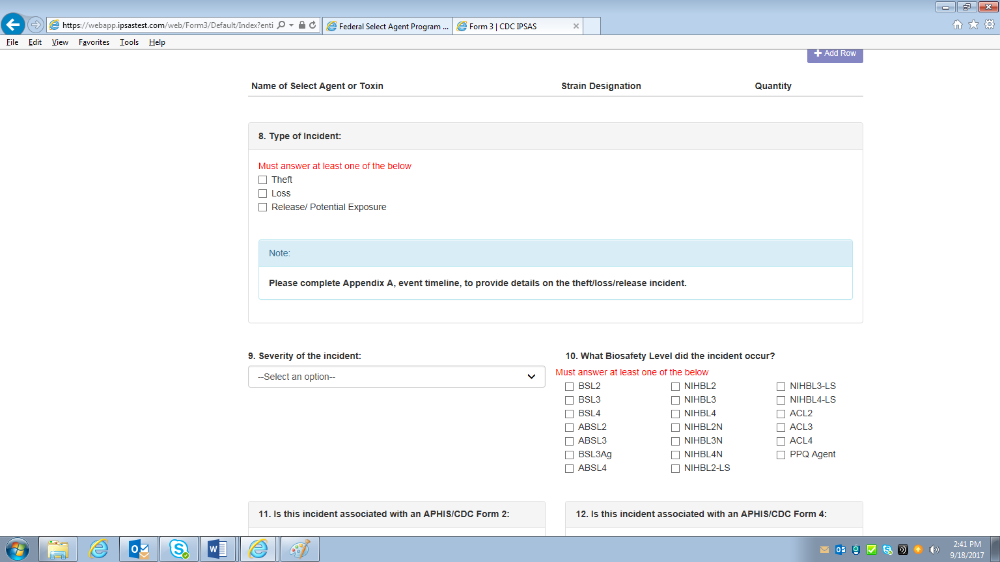 https://webapp.ipsastest.com/web/Form3/Default/Index?enti
Federal Select Agent Program ...
Form 3 | CDC IPSAS
File Edit View Favorites Tools Help
Add Row
Name of Select Agent or Toxin Strain Designation Quantity
8. Type of Incident:
Must answer at least one of the below
Theft
Loss
Release/ Potential Exposure
Note:
Please complete Appendix A, event timeline, to provide details on the theft/loss/release incident.
9. Severity of the incident:
--Select an option--
10. What Biosafety Level did the incident occur?
Must answer at least one of the below
BSL2 NIHBL2 NIHBL3-LS
BSL3 NIHBL3 NIHBL4-LS
BSL4 NIHBL4 ACL2
ABSL2 NIHBL2N ACL3
ABSL3 NIHBL3N ACL4
BSL3Ag NIHBL4N PPQ Agent
ABSL4 NIHBL2-LS
11. Is this incident associated with an APHIS/CDC Form 2:
12. Is this incident associated with an APHIS/CDC Form 4:
2:41 PM
9/18/2017